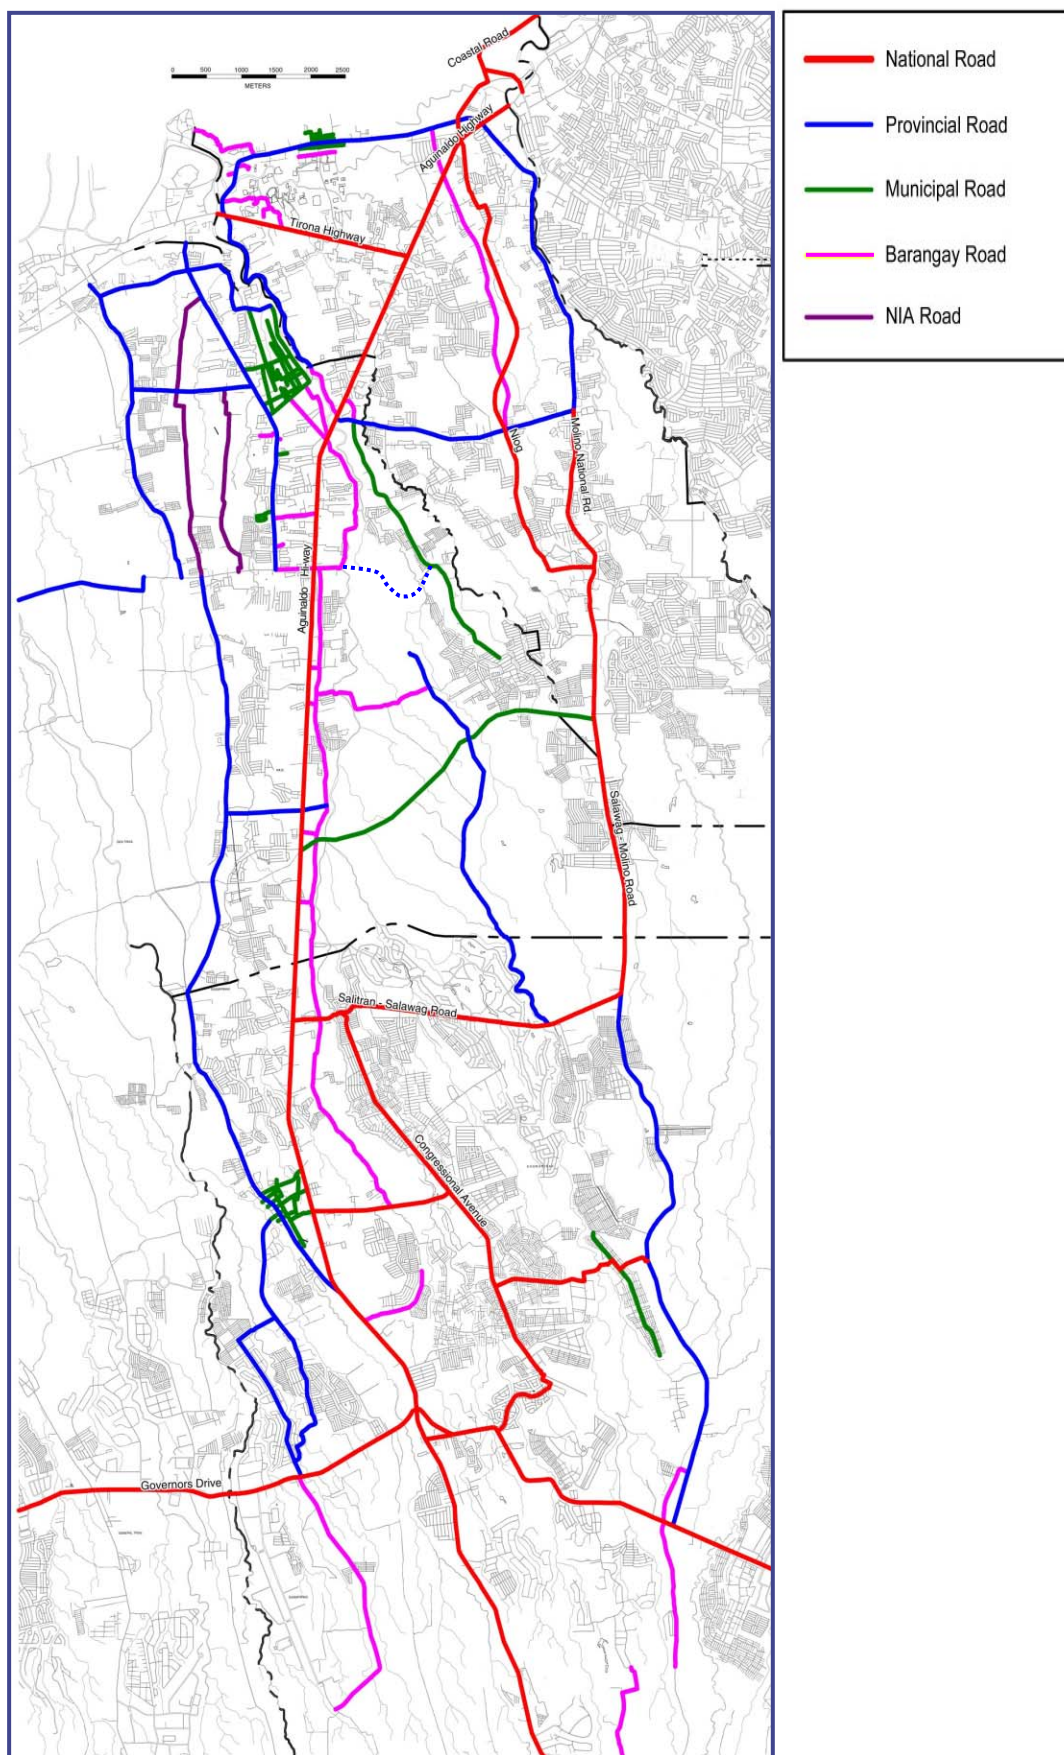 Coastal Road
0 500 1000 1500 2000 2500
METERS
Aguinaldo Highway
Tirona Highway
Niog
Molino National Rd.
Aguinaldo Hi-way
Salawag - Molino Road
Salitran - Salawag Road
Congressional Avenue
Governors Drive
National Road
Provincial Road
Municipal Road
Barangay Road
NIA Road